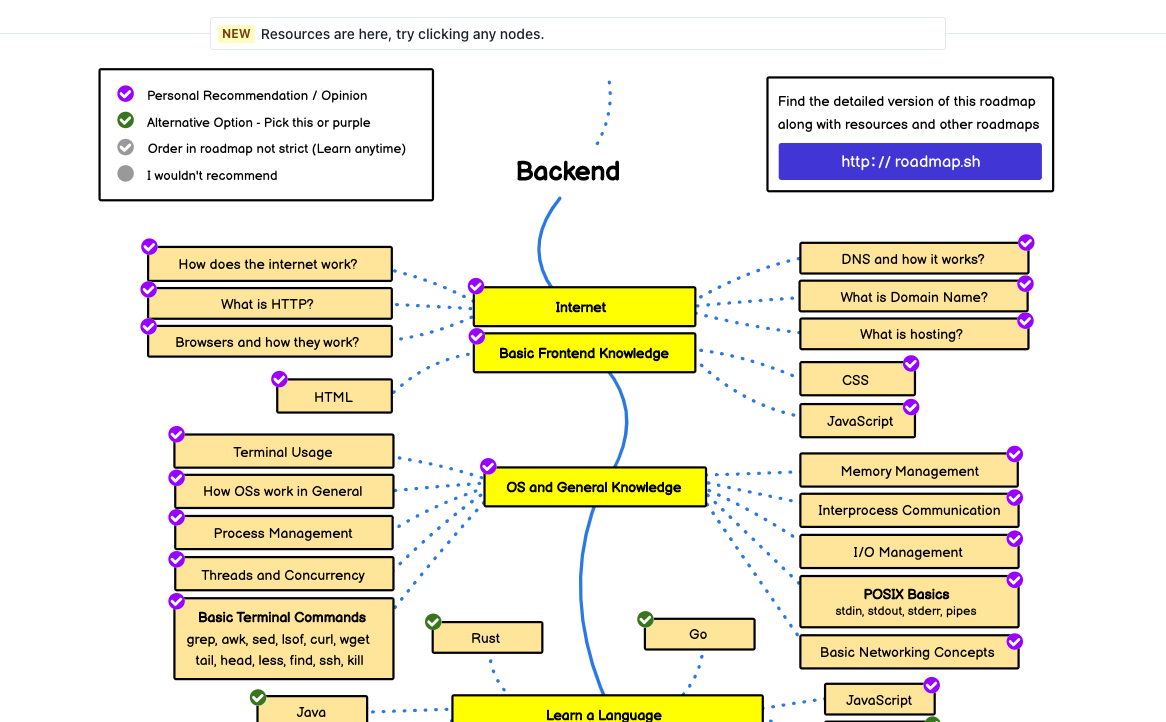 NEW Resources are here, try clicking any nodes.
Personal Recommendation / Opinion
Alternative Option - Pick this or purple
Order in roadmap not strict (Learn anytime)
I wouldn't recommend
Find the detailed version of this roadmap
along with resources and other roadmaps
http: // roadmap.sh
Backend
How does the internet work?
What is HTTP?
Browsers and how they work?
Internet
DNS and how it works?
What is Domain Name?
What is hosting?
Basic Frontend Knowledge
HTML
CSS
JavaScript
Terminal Usage
How OSs work in General
Process Management
Threads and Concurrency
Basic Terminal Commands
grep, awk, sed, lsof, curl, wget
tail, head, less, find, ssh, kill
OS and General Knowledge
Memory Management
Interprocess Communication
I/O Management
POSIX Basics
stdin, stdout, stderr, pipes
Basic Networking Concepts
Rust
Go
Java
Learn a Language
JavaScript